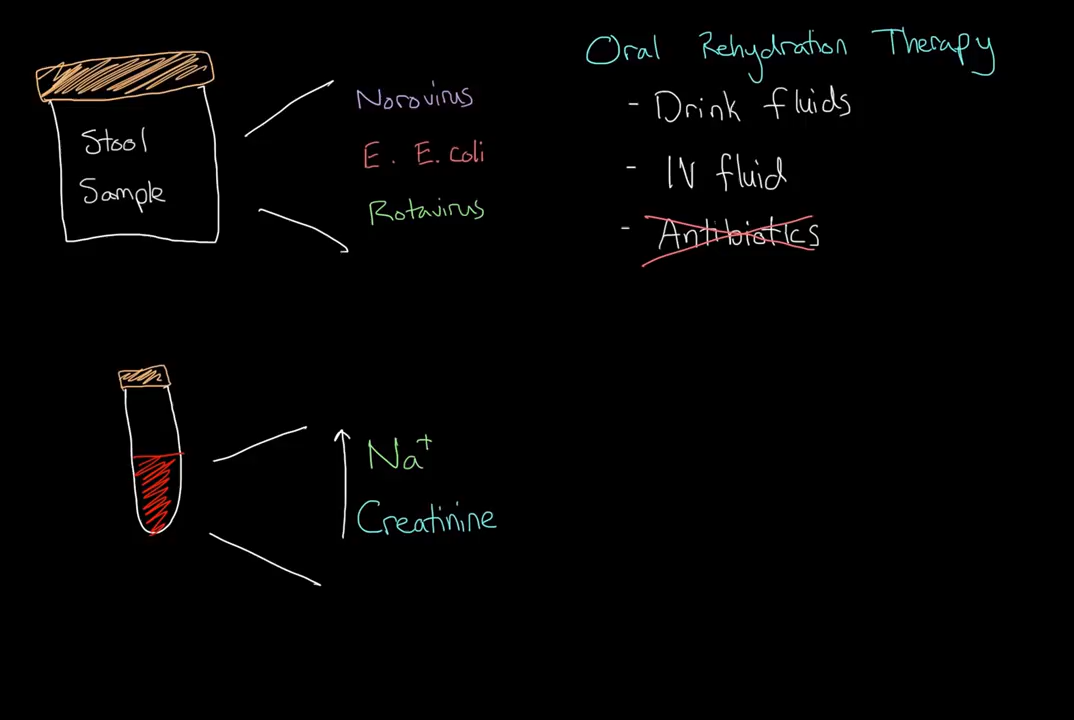 Stool
Sample
Norovirus
E. E. coli
Rotavirus
Oral Rehydration Therapy
- Drink fluids
- IV fluid
- Antibiotics
Na⁺
Creatinine